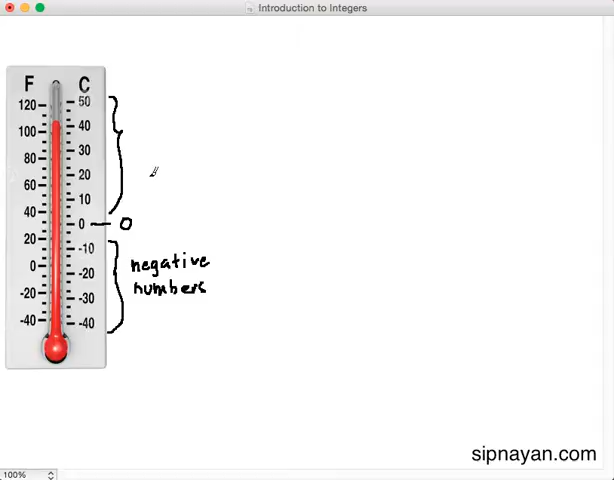 Introduction to Integers
F C
120 50
100 40
80 30
60 20
40 10
20 0 0
0 -10
-20 -20
-40 -30
-40
negative
numbers
sipnayan.com
100%